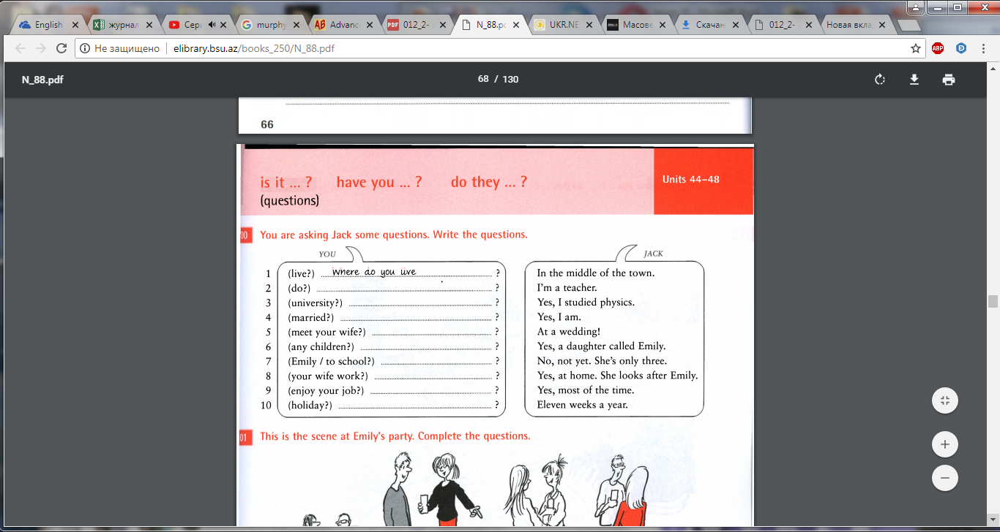 English
журнал
Сери
murphy
Advanc
012_2-
N_88.pd
UKR.NE
Масове
Скачан
012_2-
Новая вкла
Не защищено
elibrary.bsu.az/books_250/N_88.pdf
N_88.pdf
68 / 130
66
is it ... ? have you ... ? do they ... ?
(questions)
Units 44–48
00 You are asking Jack some questions. Write the questions.
YOU
JACK
1 (live?) Where do you live ?
In the middle of the town.
2 (do?) ?
I'm a teacher.
3 (university?) ?
Yes, I studied physics.
4 (married?) ?
Yes, I am.
5 (meet your wife?) ?
At a wedding!
6 (any children?) ?
Yes, a daughter called Emily.
7 (Emily / to school?) ?
No, not yet. She's only three.
8 (your wife work?) ?
Yes, at home. She looks after Emily.
9 (enjoy your job?) ?
Yes, most of the time.
10 (holiday?) ?
Eleven weeks a year.
01 This is the scene at Emily's party. Complete the questions.